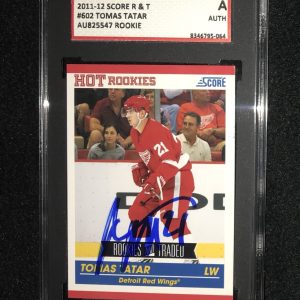 2011-12 SCORE R & T
#602 TOMAS TATAR
AU825547 ROOKIE
A
AUTH
8346795-064
HOT ROOKIES
SCORE
21
ROOKIES & TRADED
TOMAS TATAR LW
Detroit Red Wings®